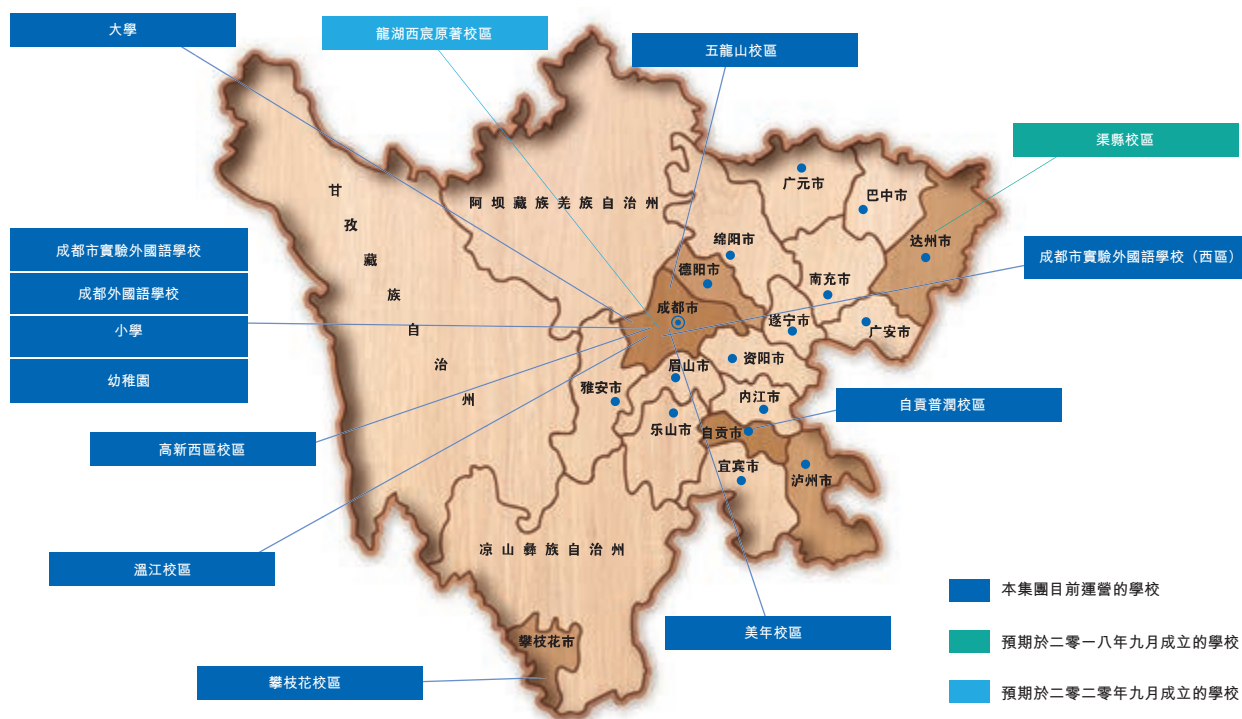 大學
龍湖西宸原著校區
五龍山校區
渠縣校區
成都市實驗外國語學校
成都外國語學校
小學
幼稚園
成都市實驗外國語學校（西區）
高新西區校區
自貢普潤校區
溫江校區
美年校區
攀枝花校區
甘孜藏族自治州
阿坝藏族羌族自治州
广元市
巴中市
绵阳市
达州市
德阳市
南充市
成都市
遂宁市
广安市
资阳市
眉山市
雅安市
内江市
乐山市
自贡市
宜宾市
泸州市
凉山彝族自治州
攀枝花市
本集團目前運營的學校
預期於二零一八年九月成立的學校
預期於二零二零年九月成立的學校